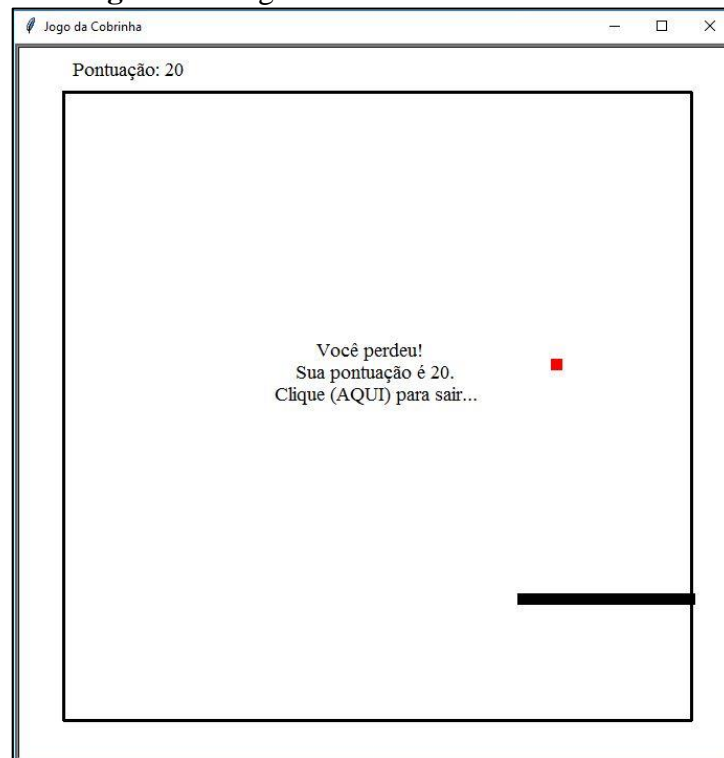 Jogo da Cobrinha
Pontuação: 20
Você perdeu!
Sua pontuação é 20.
Clique (AQUI) para sair...